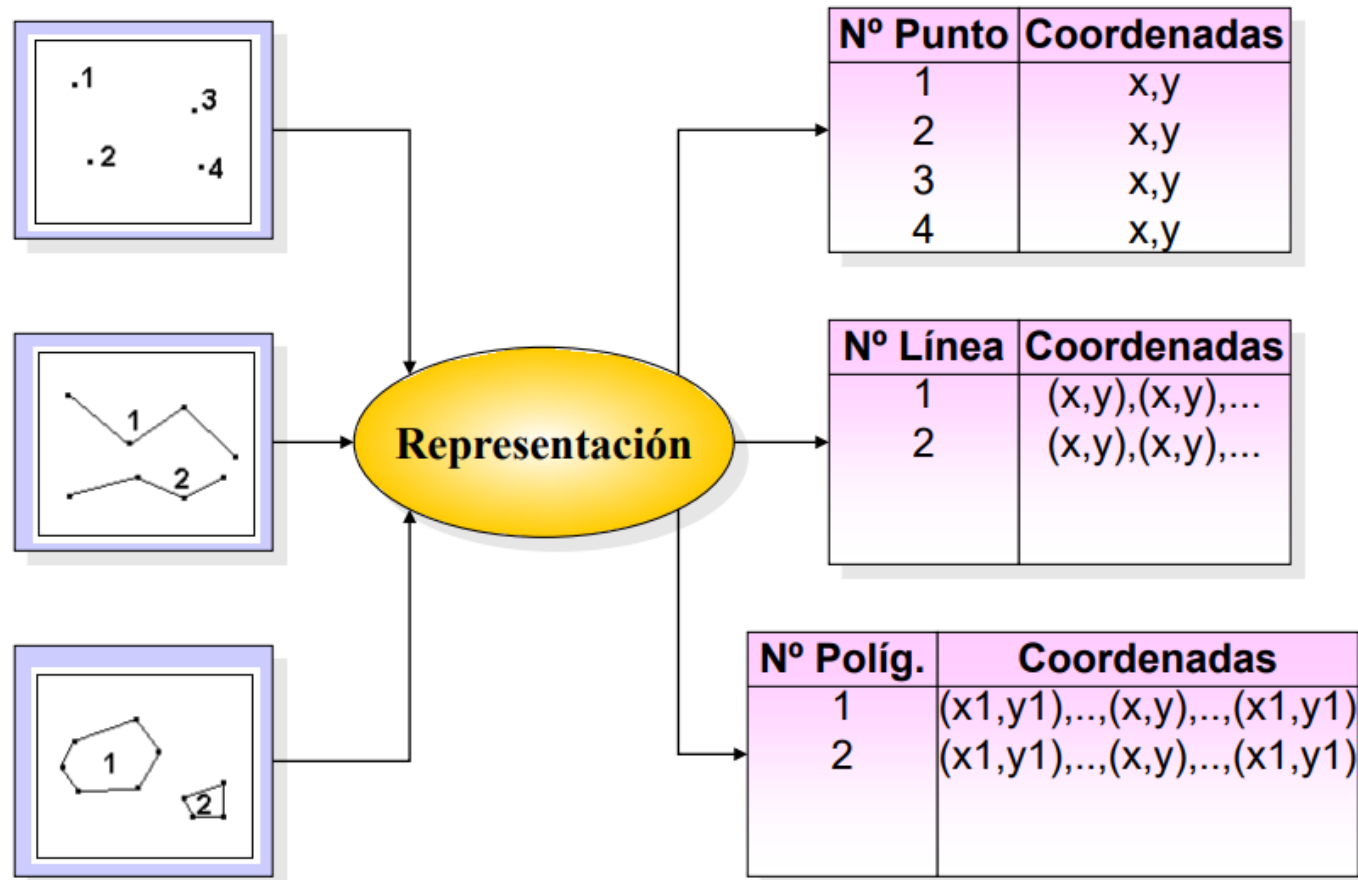 .1
.3
.2
.4
Nº Punto Coordenadas
1 x,y
2 x,y
3 x,y
4 x,y
1
2
Representación
Nº Línea Coordenadas
1 (x,y),(x,y),...
2 (x,y),(x,y),...
1
2
Nº Políg. Coordenadas
1 (x1,y1),..,(x,y),..,(x1,y1)
2 (x1,y1),..,(x,y),..,(x1,y1)